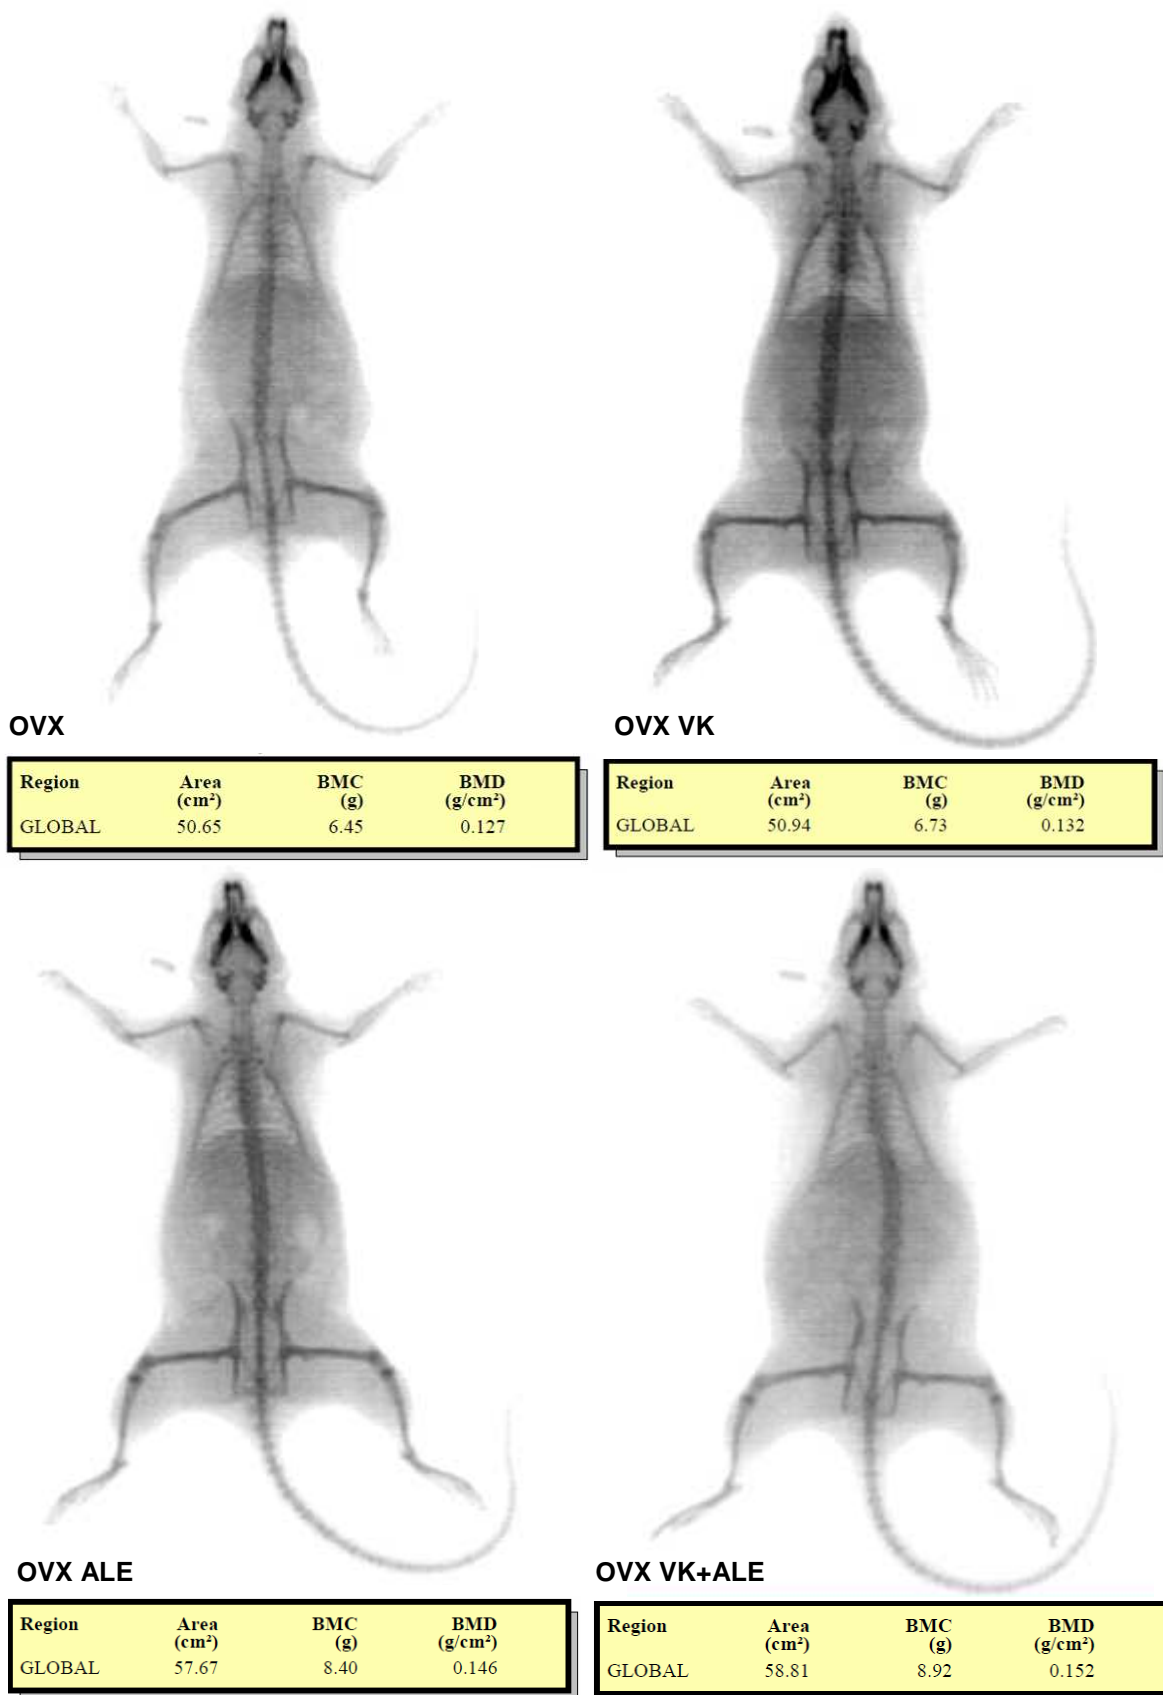 OVX
Region Area (cm²) BMC (g) BMD (g/cm²)
GLOBAL 50.65 6.45 0.127
OVX VK
Region Area (cm²) BMC (g) BMD (g/cm²)
GLOBAL 50.94 6.73 0.132
OVX ALE
Region Area (cm²) BMC (g) BMD (g/cm²)
GLOBAL 57.67 8.40 0.146
OVX VK+ALE
Region Area (cm²) BMC (g) BMD (g/cm²)
GLOBAL 58.81 8.92 0.152